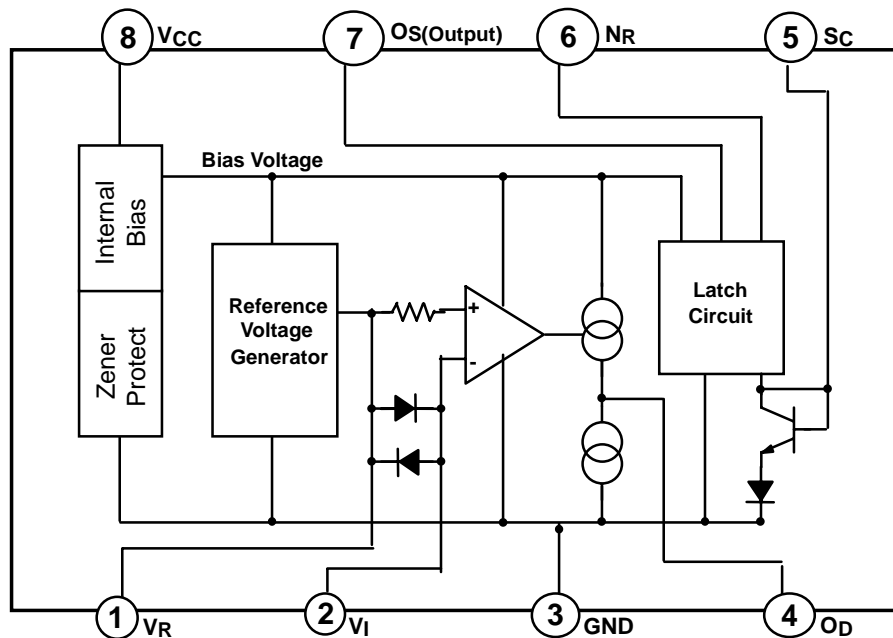 8 VCC
7 OS(Output)
6 NR
5 SC
Bias Voltage
Internal
Bias
Zener
Protect
Reference
Voltage
Generator
+
-
Latch
Circuit
1 VR
2 VI
3 GND
4 OD